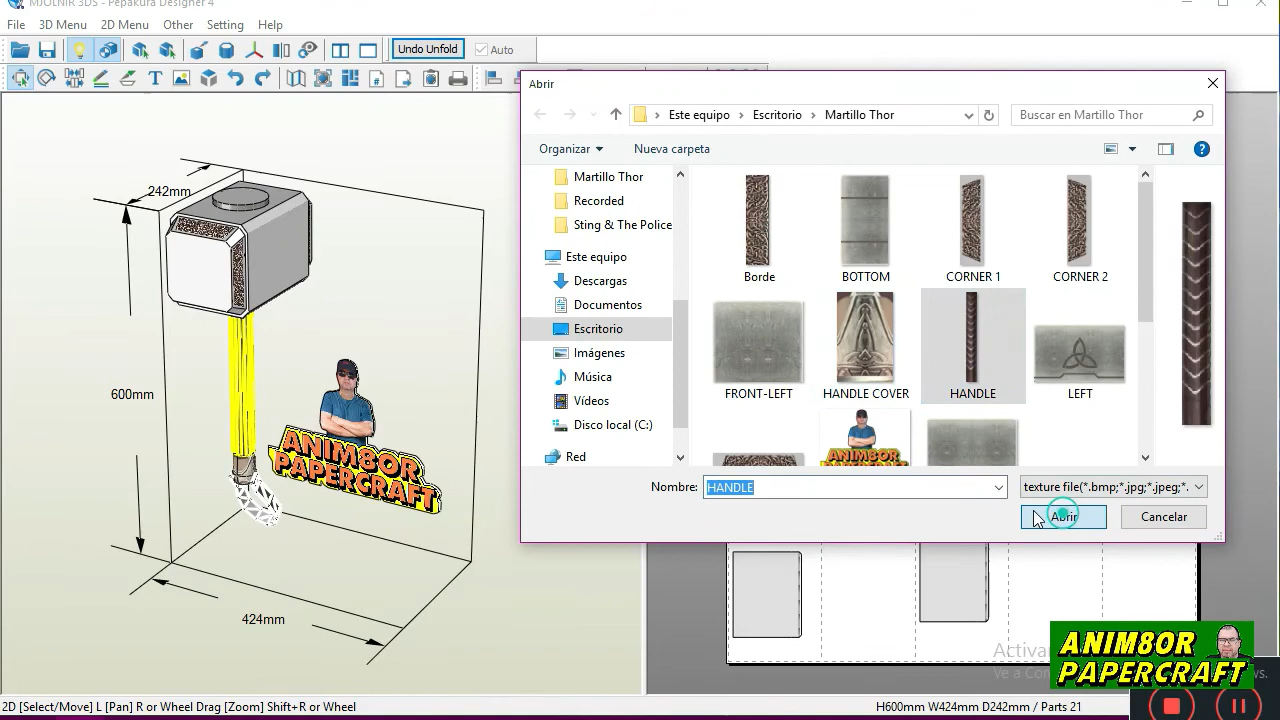 MJOLNIR 3DS - Pepakura Designer 4
File 3D Menu 2D Menu Other Setting Help
Undo Unfold Auto
Abrir
Este equipo Escritorio Martillo Thor
Buscar en Martillo Thor
Organizar Nueva carpeta
Martillo Thor
Recorded
Sting & The Police
Este equipo
Descargas
Documentos
Escritorio
Imágenes
Música
Vídeos
Disco local (C:)
Red
Borde BOTTOM CORNER 1 CORNER 2
FRONT-LEFT HANDLE COVER HANDLE LEFT
ANIM8OR
Nombre: HANDLE texture file(*.bmp;*.jpg;*.jpeg;*.
Abrir Cancelar
242mm
600mm
424mm
ANIM8OR
PAPERCRAFT
ANIM8OR
PAPERCRAFT
2D [Select/Move] L [Pan] R or Wheel Drag [Zoom] Shift+R or Wheel
H600mm W424mm D242mm / Parts 21